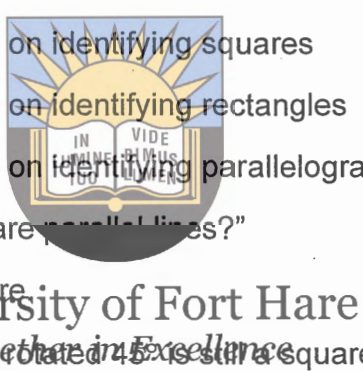 on identifying squares
on identifying rectangles
IN VIDE
LUMINE BIMUS
TUO LUMEN
on identifying parallelogra
are parallel lines?"
re
rsity of Fort Hare
ether in Excellence
rotated 45° is still a square